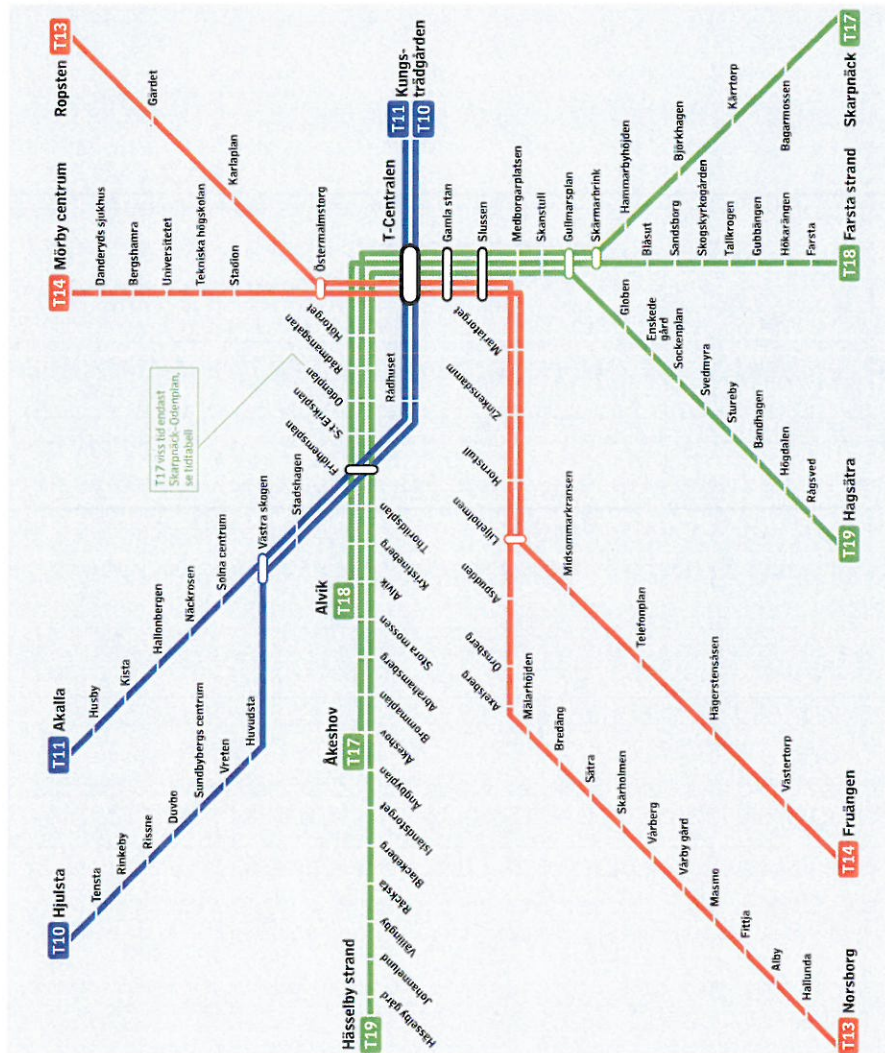 T13
Ropsten
Gärdet
Karlaplan
T14 Mörby centrum
Danderyds sjukhus
Bergshamra
Universitetet
Tekniska högskolan
Stadion
Östermalmstorg
T11 Kungs-
T10 trädgården
T-Centralen
Gamla stan
Slussen
Medborgarplatsen
Skanstull
Gullmarsplan
Skärmarbrink
Hammarbyhöjden
Björkhagen
Kärrtorp
Bagarmossen
Skarpnäck
T17
Blåsut
Sandsborg
Skogskyrkogården
Tallkrogen
Gubbängen
Hökarängen
Farsta
T18 Farsta strand
Globen
Enskede
gård
Sockenplan
Svedmyra
Stureby
Bandhagen
Högdalen
Rågsved
T19 Hagsätra
T17 viss tid endast
Skarpnäck–Odenplan,
se tidtabell
Hötorget
Rådmansgatan
Odenplan
S:t Eriksplan
Fridhemsplan
Rådhuset
Stadshagen
Västra skogen
Solna centrum
Näckrosen
Hallonbergen
Kista
Husby
T11 Akalla
Huvudsta
Vreten
Sundbybergs centrum
Duvbo
Rissne
Rinkeby
Tensta
T10 Hjulsta
Thorildsplan
Kristineberg
Alvik
T18
Alvik
Stora mossen
Abrahamsberg
Brommaplan
Åkeshov
T17
Åkeshov
Ängbyplan
Islandstorget
Blackeberg
Råcksta
Vällingby
Johannelund
Hässelby gård
Hässelby strand
T19
Mariatorget
Zinkensdamm
Hornstull
Liljeholmen
Midsommarkransen
Telefonplan
Hägerstensåsen
Västertorp
T14 Fruängen
Aspudden
Örnsberg
Axelsberg
Mälarhöjden
Bredäng
Sätra
Skärholmen
Vårberg
Vårby gård
Masmo
Fittja
Alby
Hallunda
T13 Norsborg